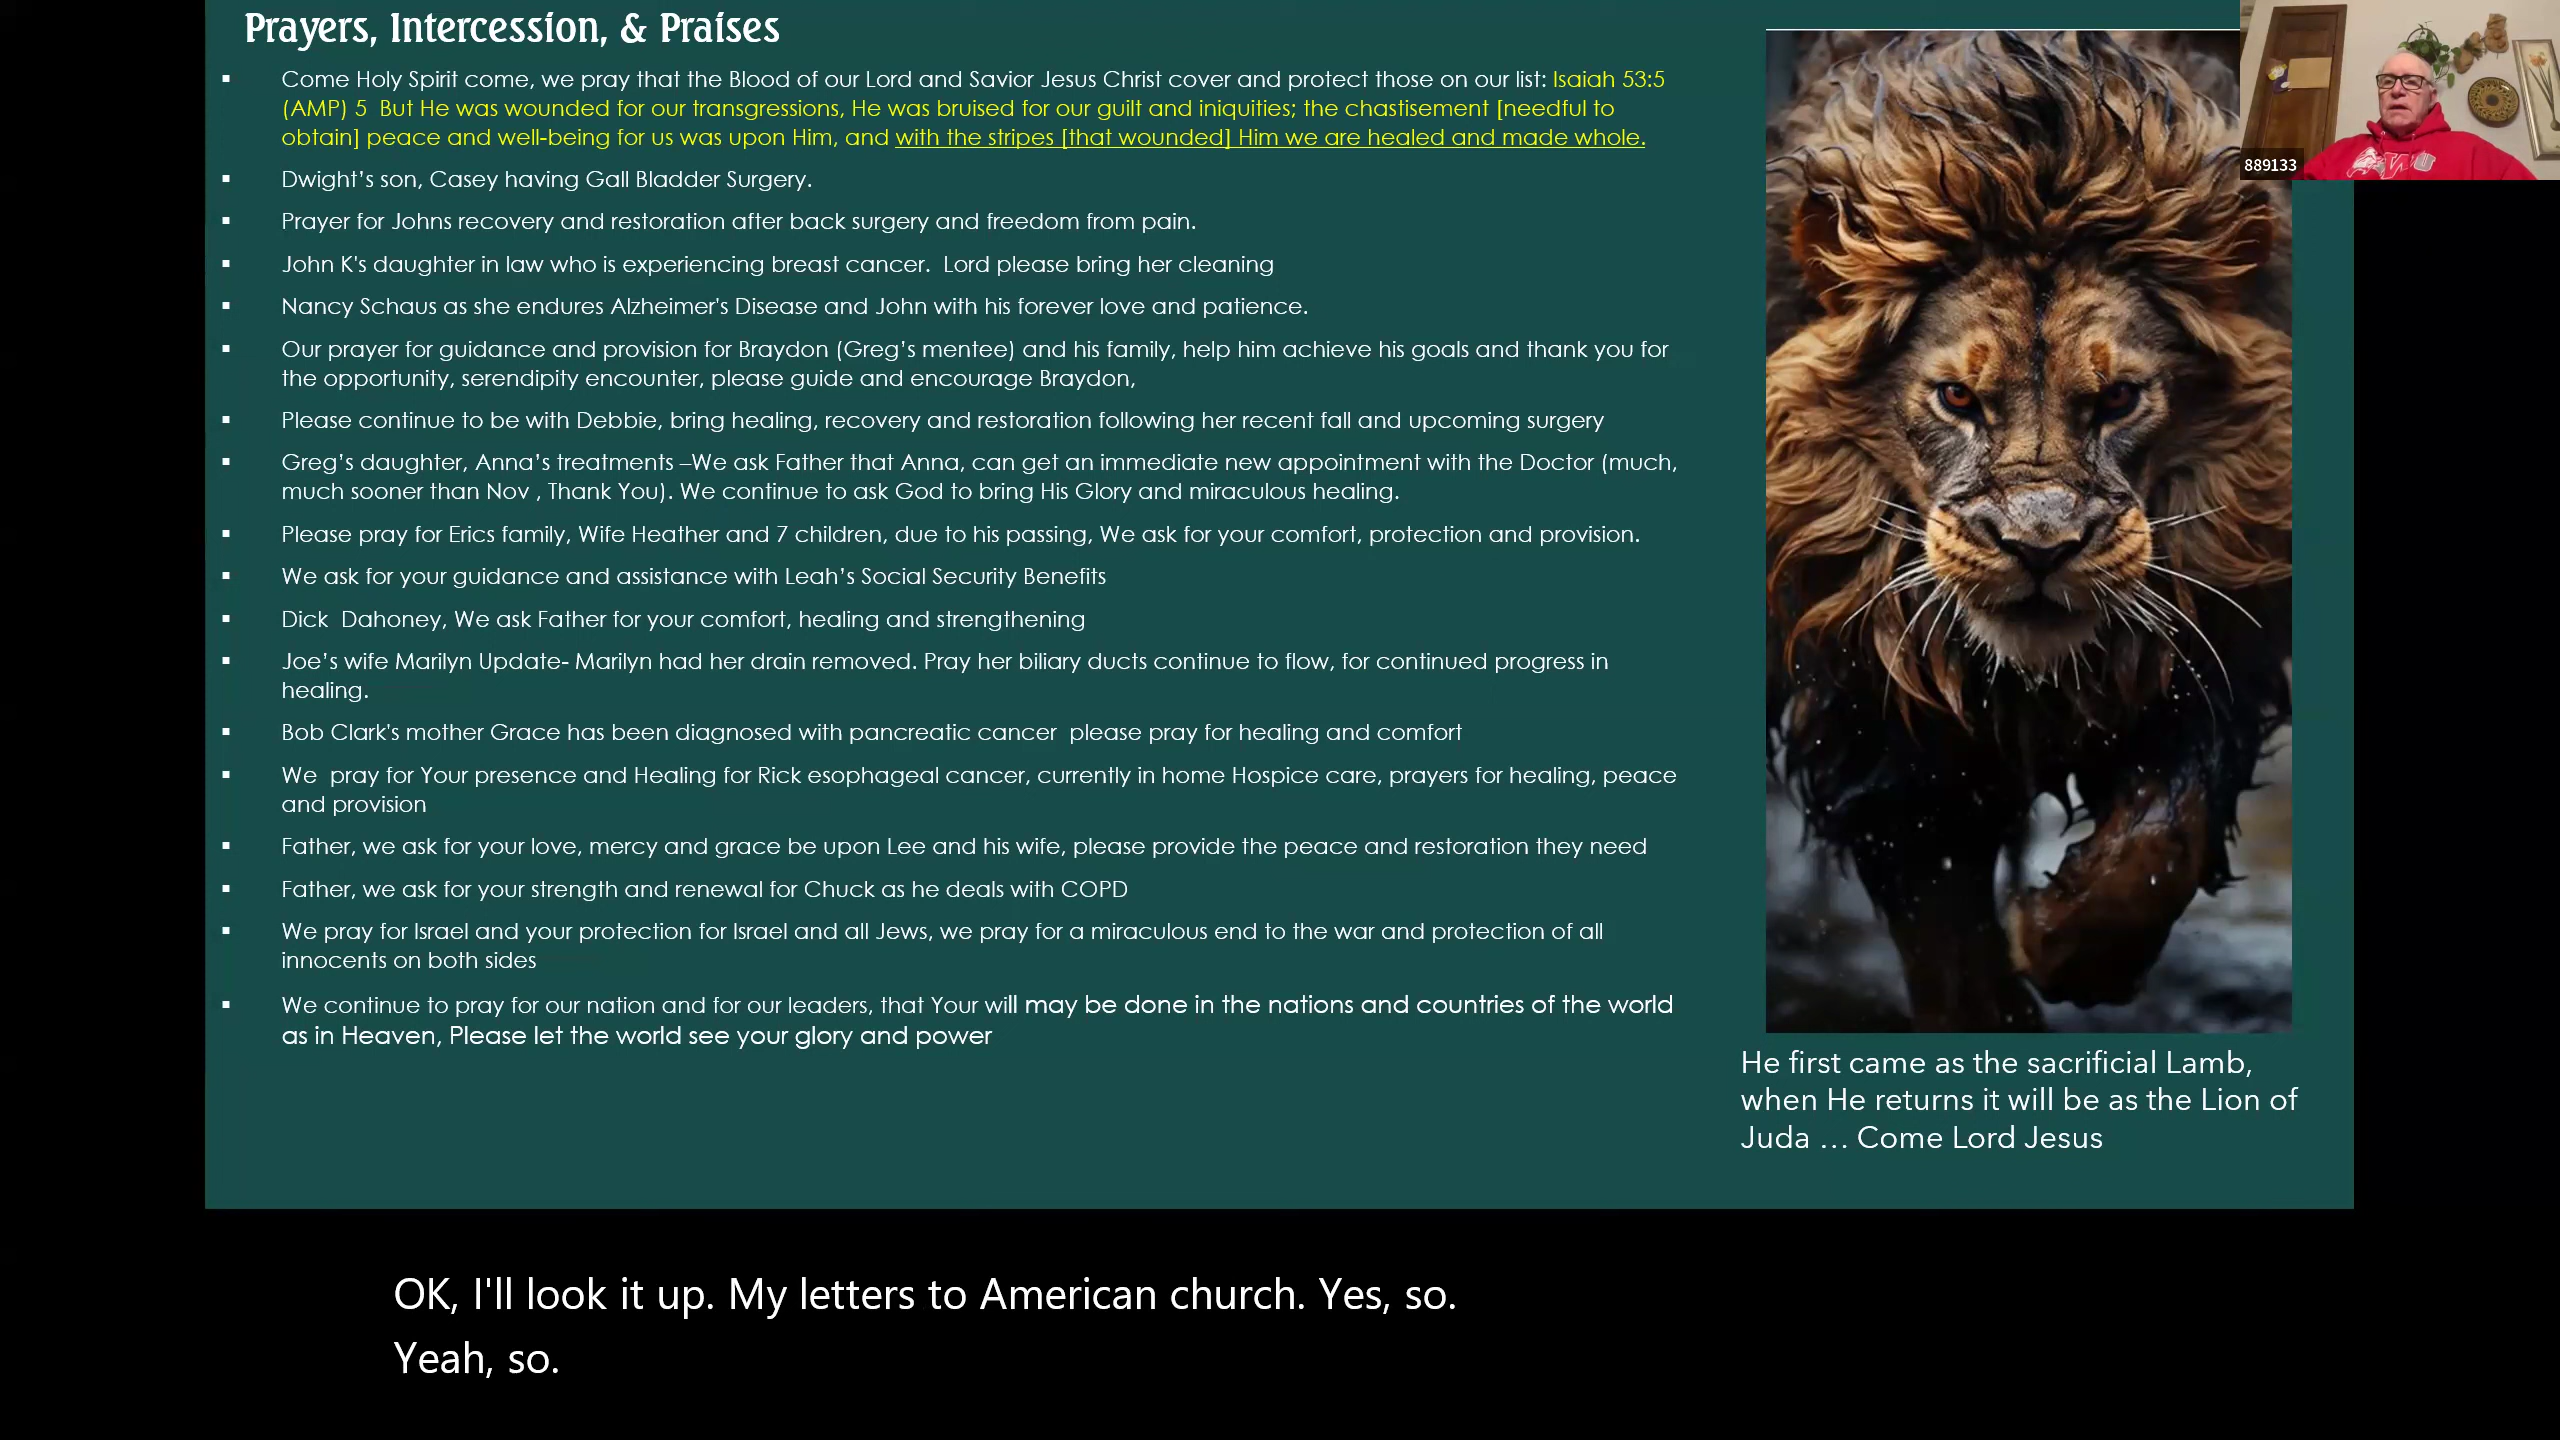 Prayers, Intercession, & Praises
▪ Come Holy Spirit come, we pray that the Blood of our Lord and Savior Jesus Christ cover and protect those on our list: Isaiah 53:5
(AMP) 5  But He was wounded for our transgressions, He was bruised for our guilt and iniquities; the chastisement [needful to
obtain] peace and well-being for us was upon Him, and with the stripes [that wounded] Him we are healed and made whole.
▪ Dwight’s son, Casey having Gall Bladder Surgery.
▪ Prayer for Johns recovery and restoration after back surgery and freedom from pain.
▪ John K's daughter in law who is experiencing breast cancer.  Lord please bring her cleaning
▪ Nancy Schaus as she endures Alzheimer's Disease and John with his forever love and patience.
▪ Our prayer for guidance and provision for Braydon (Greg’s mentee) and his family, help him achieve his goals and thank you for
the opportunity, serendipity encounter, please guide and encourage Braydon,
▪ Please continue to be with Debbie, bring healing, recovery and restoration following her recent fall and upcoming surgery
▪ Greg’s daughter, Anna’s treatments –We ask Father that Anna, can get an immediate new appointment with the Doctor (much,
much sooner than Nov , Thank You). We continue to ask God to bring His Glory and miraculous healing.
▪ Please pray for Erics family, Wife Heather and 7 children, due to his passing, We ask for your comfort, protection and provision.
▪ We ask for your guidance and assistance with Leah’s Social Security Benefits
▪ Dick  Dahoney, We ask Father for your comfort, healing and strengthening
▪ Joe’s wife Marilyn Update- Marilyn had her drain removed. Pray her biliary ducts continue to flow, for continued progress in
healing.
▪ Bob Clark's mother Grace has been diagnosed with pancreatic cancer  please pray for healing and comfort
▪ We  pray for Your presence and Healing for Rick esophageal cancer, currently in home Hospice care, prayers for healing, peace
and provision
▪ Father, we ask for your love, mercy and grace be upon Lee and his wife, please provide the peace and restoration they need
▪ Father, we ask for your strength and renewal for Chuck as he deals with COPD
▪ We pray for Israel and your protection for Israel and all Jews, we pray for a miraculous end to the war and protection of all
innocents on both sides
▪ We continue to pray for our nation and for our leaders, that Your will may be done in the nations and countries of the world
as in Heaven, Please let the world see your glory and power
He first came as the sacrificial Lamb,
when He returns it will be as the Lion of
Juda … Come Lord Jesus
889133
OK, I'll look it up. My letters to American church. Yes, so.
Yeah, so.